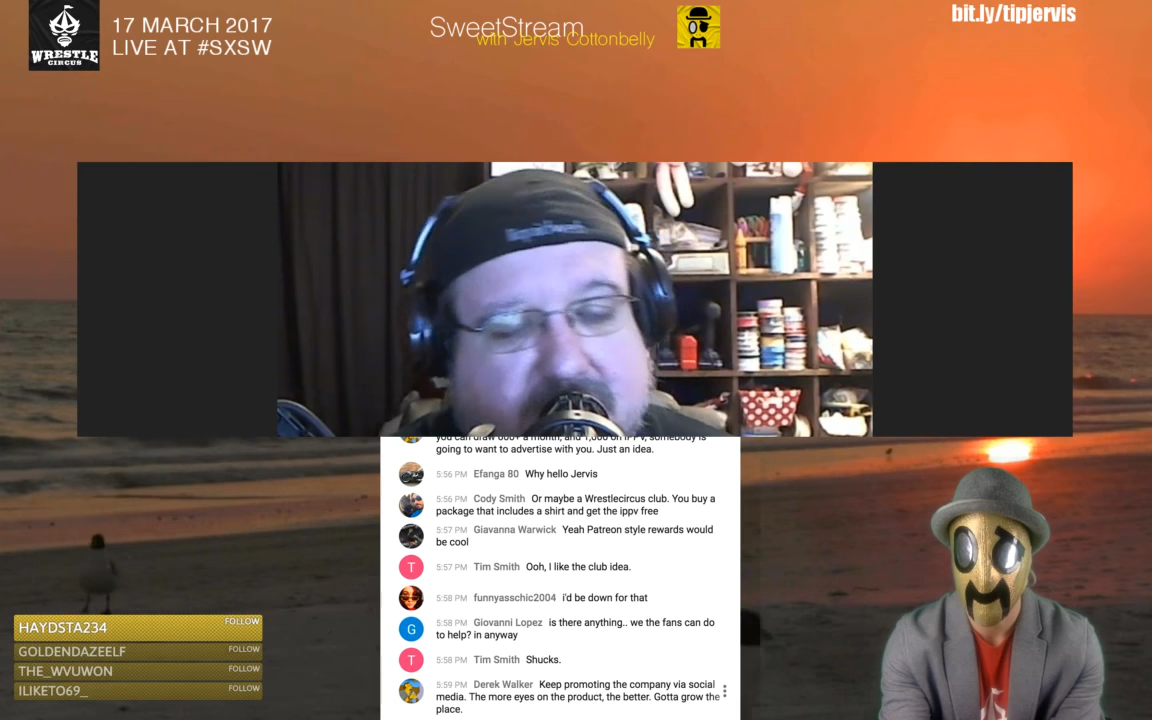 WRESTLE
CIRCUS
17 MARCH 2017
LIVE AT #SXSW
SweetStream
with Jervis Cottonbelly
bit.ly/tipjervis
going to want to advertise with you. Just an idea.
5:56 PM Efanga 80 Why hello Jervis
5:56 PM Cody Smith Or maybe a Wrestlecircus club. You buy a
package that includes a shirt and get the ippv free
5:57 PM Giavanna Warwick Yeah Patreon style rewards would
be cool
T
5:57 PM Tim Smith Ooh, I like the club idea.
5:58 PM funnyasschic2004 i'd be down for that
G
5:58 PM Giovanni Lopez is there anything.. we the fans can do
to help? in anyway
T
5:58 PM Tim Smith Shucks.
5:59 PM Derek Walker Keep promoting the company via social
media. The more eyes on the product, the better. Gotta grow the
place.
HAYDSTA234 FOLLOW
GOLDENDAZEELF FOLLOW
THE_WVUWON FOLLOW
ILIKETO69_ FOLLOW